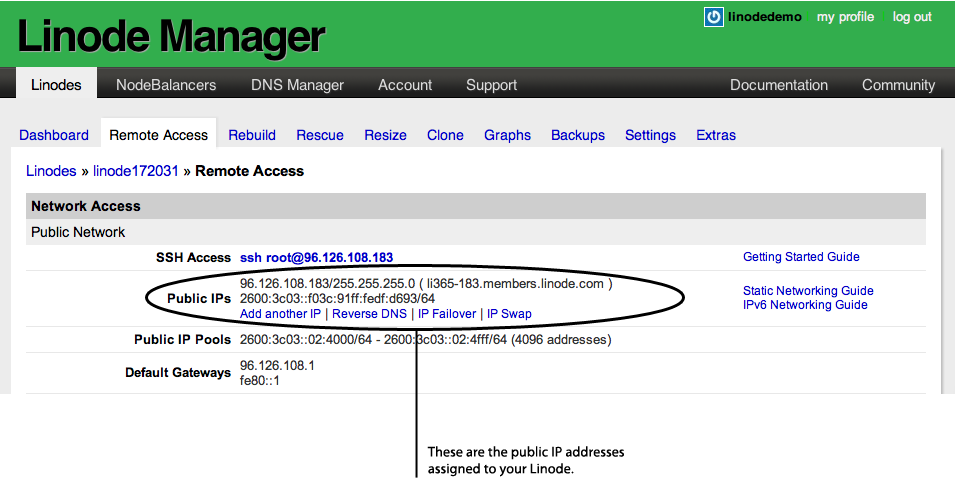 linodedemo my profile log out
Linode Manager
Linodes NodeBalancers DNS Manager Account Support Documentation Community
Dashboard Remote Access Rebuild Rescue Resize Clone Graphs Backups Settings Extras
Linodes » linode172031 » Remote Access
Network Access
Public Network
SSH Access ssh root@96.126.108.183 Getting Started Guide
Public IPs 96.126.108.183/255.255.255.0 ( li365-183.members.linode.com )
2600:3c03::f03c:91ff:fedf:d693/64
Add another IP | Reverse DNS | IP Failover | IP Swap
Static Networking Guide
IPv6 Networking Guide
Public IP Pools 2600:3c03::02:4000/64 - 2600:3c03::02:4fff/64 (4096 addresses)
Default Gateways 96.126.108.1
fe80::1
These are the public IP addresses
assigned to your Linode.